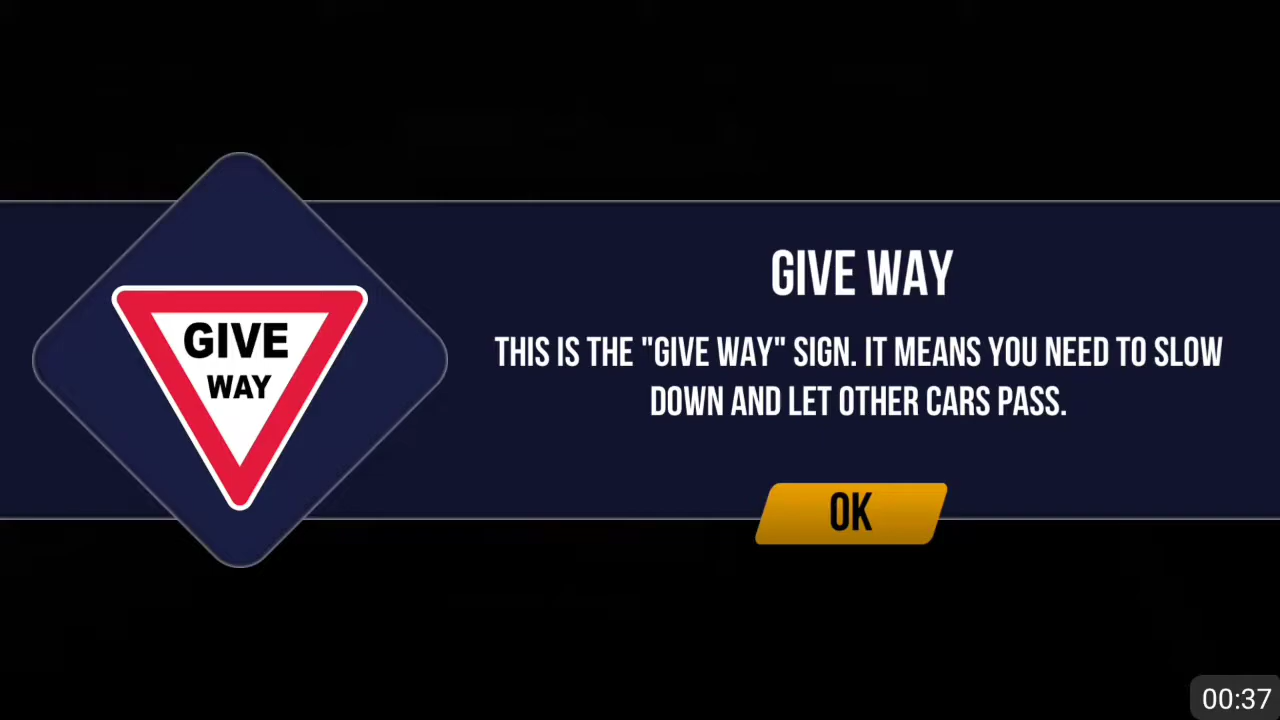 GIVE WAY
THIS IS THE "GIVE WAY" SIGN. IT MEANS YOU NEED TO SLOW
DOWN AND LET OTHER CARS PASS.
GIVE
WAY
OK
00:37